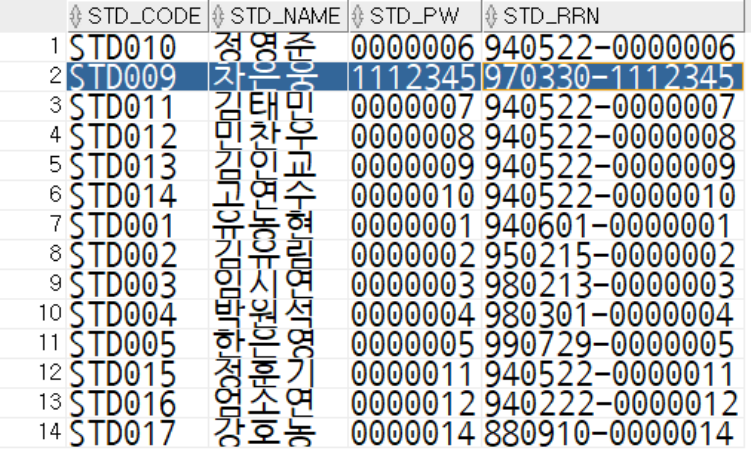 STD_CODE STD_NAME STD_PW STD_RRN
1 STD010 정영준 0000006 940522-0000006
2 STD009 차은웅 1112345 970330-1112345
3 STD011 김태민 0000007 940522-0000007
4 STD012 민찬우 0000008 940522-0000008
5 STD013 김인교 0000009 940522-0000009
6 STD014 고연수 0000010 940522-0000010
7 STD001 유동현 0000001 940601-0000001
8 STD002 김유림 0000002 950215-0000002
9 STD003 임시연 0000003 980213-0000003
10 STD004 박원석 0000004 980301-0000004
11 STD005 한은영 0000005 990729-0000005
12 STD015 정훈기 0000011 940522-0000011
13 STD016 엄소연 0000012 940222-0000012
14 STD017 강호동 0000014 880910-0000014